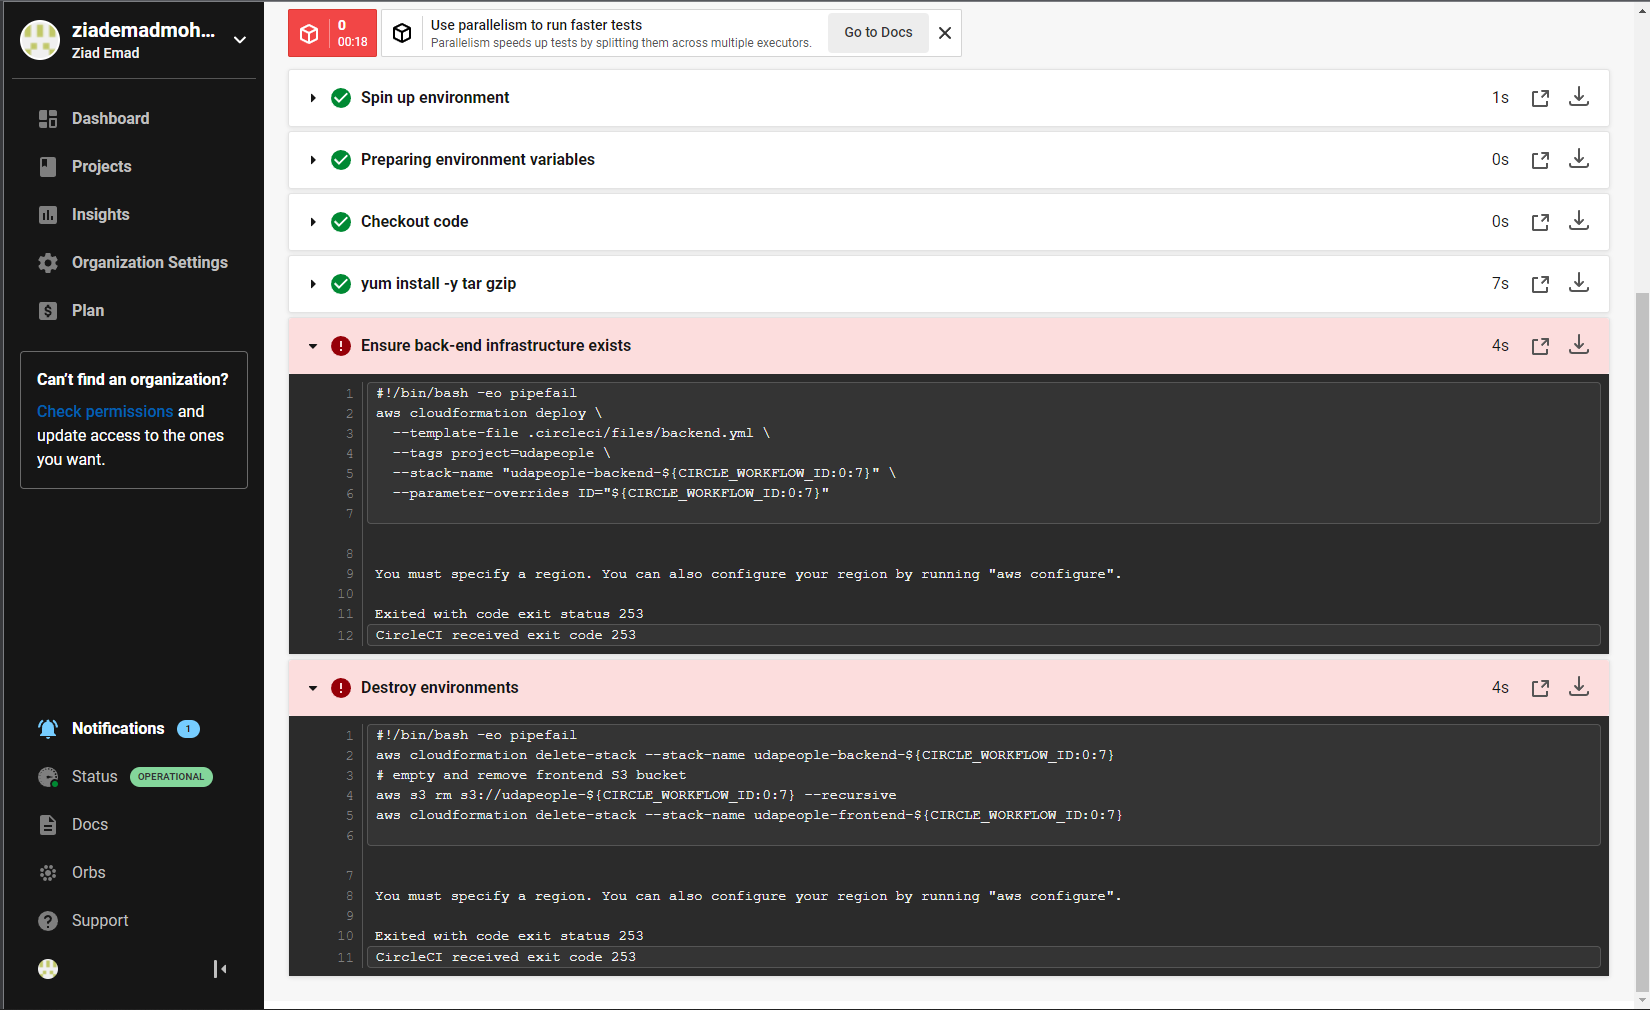 ziademadmoh...
Ziad Emad
Dashboard
Projects
Insights
Organization Settings
Plan
Can't find an organization?
Check permissions and
update access to the ones
you want.
Notifications 1
Status OPERATIONAL
Docs
Orbs
Support
0
00:18
Use parallelism to run faster tests
Parallelism speeds up tests by splitting them across multiple executors.
Go to Docs
Spin up environment 1s
Preparing environment variables 0s
Checkout code 0s
yum install -y tar gzip 7s
Ensure back-end infrastructure exists 4s
1 #!/bin/bash -eo pipefail
2 aws cloudformation deploy \
3 --template-file .circleci/files/backend.yml \
4 --tags project=udapeople \
5 --stack-name "udapeople-backend-${CIRCLE_WORKFLOW_ID:0:7}" \
6 --parameter-overrides ID="${CIRCLE_WORKFLOW_ID:0:7}"
7
8
9 You must specify a region. You can also configure your region by running "aws configure".
10
11 Exited with code exit status 253
12 CircleCI received exit code 253
Destroy environments 4s
1 #!/bin/bash -eo pipefail
2 aws cloudformation delete-stack --stack-name udapeople-backend-${CIRCLE_WORKFLOW_ID:0:7}
3 # empty and remove frontend S3 bucket
4 aws s3 rm s3://udapeople-${CIRCLE_WORKFLOW_ID:0:7} --recursive
5 aws cloudformation delete-stack --stack-name udapeople-frontend-${CIRCLE_WORKFLOW_ID:0:7}
6
7
8 You must specify a region. You can also configure your region by running "aws configure".
9
10 Exited with code exit status 253
11 CircleCI received exit code 253